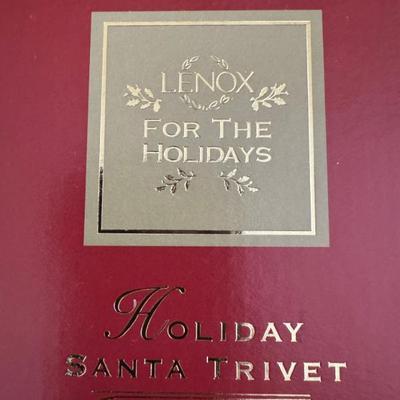 LENOX
FOR THE
HOLIDAYS
HOLIDAY
SANTA TRIVET